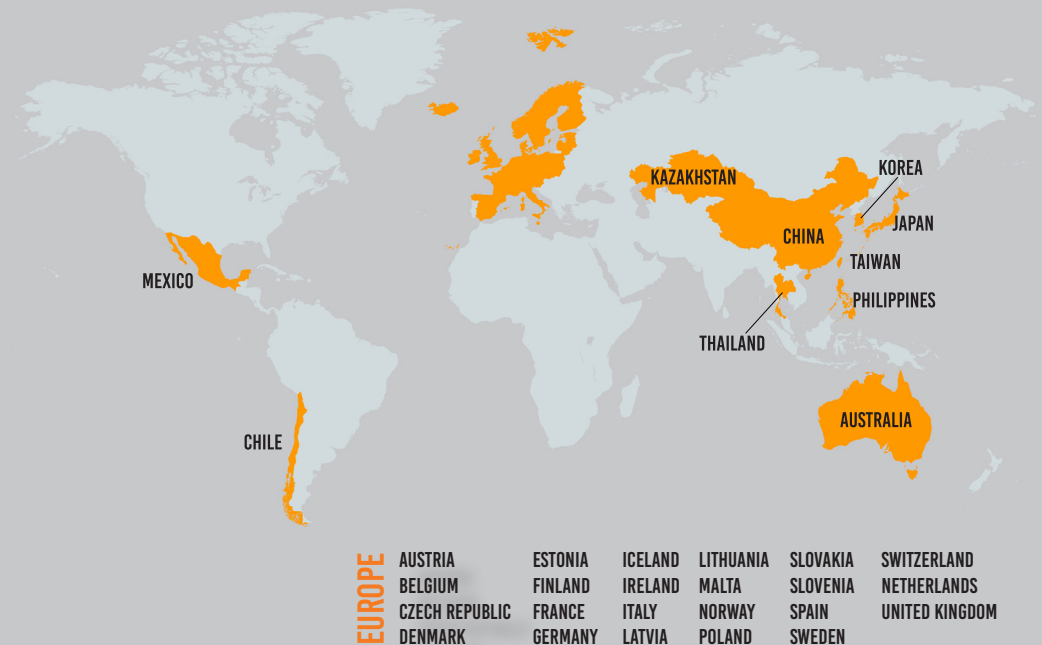 KOREA
KAZAKHSTAN
JAPAN
CHINA
TAIWAN
MEXICO
PHILIPPINES
THAILAND
AUSTRALIA
CHILE
EUROPE
AUSTRIA
BELGIUM
CZECH REPUBLIC
DENMARK
ESTONIA
FINLAND
FRANCE
GERMANY
ICELAND
IRELAND
ITALY
LATVIA
LITHUANIA
MALTA
NORWAY
POLAND
SLOVAKIA
SLOVENIA
SPAIN
SWEDEN
SWITZERLAND
NETHERLANDS
UNITED KINGDOM